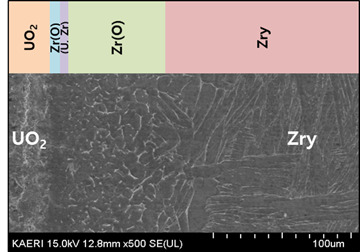 UO₂
Zr(O)
(U, Zr)
Zr(O)
Zry
UO₂
Zry
KAERI 15.0kV 12.8mm x500 SE(UL)
100um